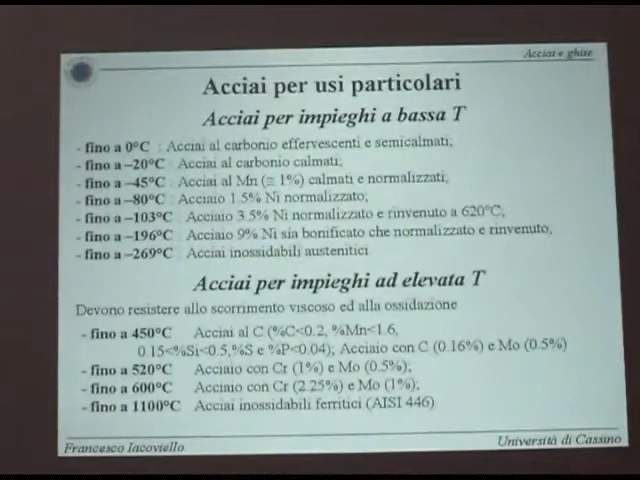 Acciai e ghise
Acciai per usi particolari
Acciai per impieghi a bassa T
- fino a 0°C : Acciai al carbonio effervescenti e semicalmati;
- fino a –20°C : Acciai al carbonio calmati;
- fino a –45°C : Acciai al Mn (≅ 1%) calmati e normalizzati;
- fino a –80°C : Acciaio 1.5% Ni normalizzato;
- fino a –103°C : Acciaio 3.5% Ni normalizzato e rinvenuto a 620°C;
- fino a –196°C : Acciaio 9% Ni sia bonificato che normalizzato e rinvenuto;
- fino a –269°C : Acciai inossidabili austenitici
Acciai per impieghi ad elevata T
Devono resistere allo scorrimento viscoso ed alla ossidazione
- fino a 450°C Acciai al C (%C<0.2, %Mn<1.6,
0.15<%Si<0.5,%S e %P<0.04); Acciaio con C (0.16%) e Mo (0.5%)
- fino a 520°C Acciaio con Cr (1%) e Mo (0.5%);
- fino a 600°C Acciaio con Cr (2.25%) e Mo (1%);
- fino a 1100°C Acciai inossidabili ferritici (AISI 446)
Francesco Iacoviello
Università di Cassino